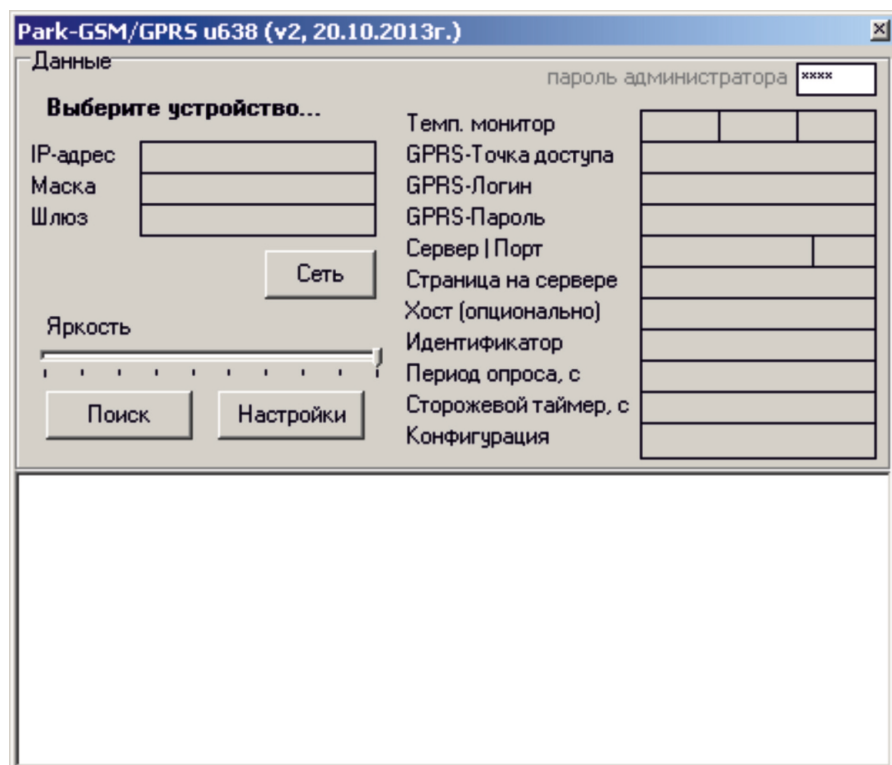 Park-GSM/GPRS u638 (v2, 20.10.2013г.)
Данные
пароль администратора ****
Выберите устройство...
IP-адрес
Маска
Шлюз
Сеть
Яркость
Поиск
Настройки
Темп. монитор
GPRS-Точка доступа
GPRS-Логин
GPRS-Пароль
Сервер | Порт
Страница на сервере
Хост (опционально)
Идентификатор
Период опроса, с
Сторожевой таймер, с
Конфигурация